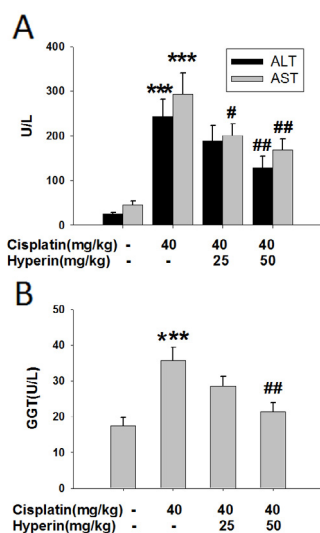 A
400
***
ALT
AST
300
***
U/L
#
200
##
##
100
0
Cisplatin(mg/kg) - 40 40 40
Hyperin(mg/kg) - - 25 50
B
50
40
***
GGT(U/L)
30
##
20
10
0
Cisplatin(mg/kg) - 40 40 40
Hyperin(mg/kg) - - 25 50